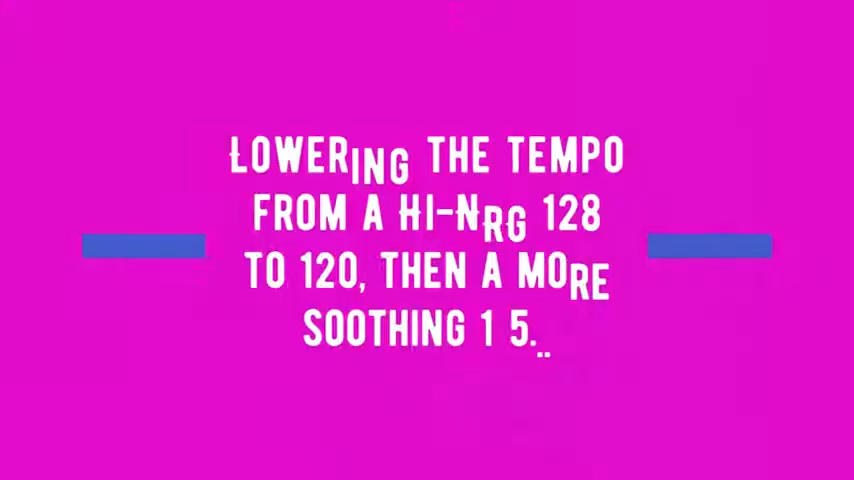 Lowering the tempo
from a Hi-Nrg 128
to 120, then a more
soothing 1 5...